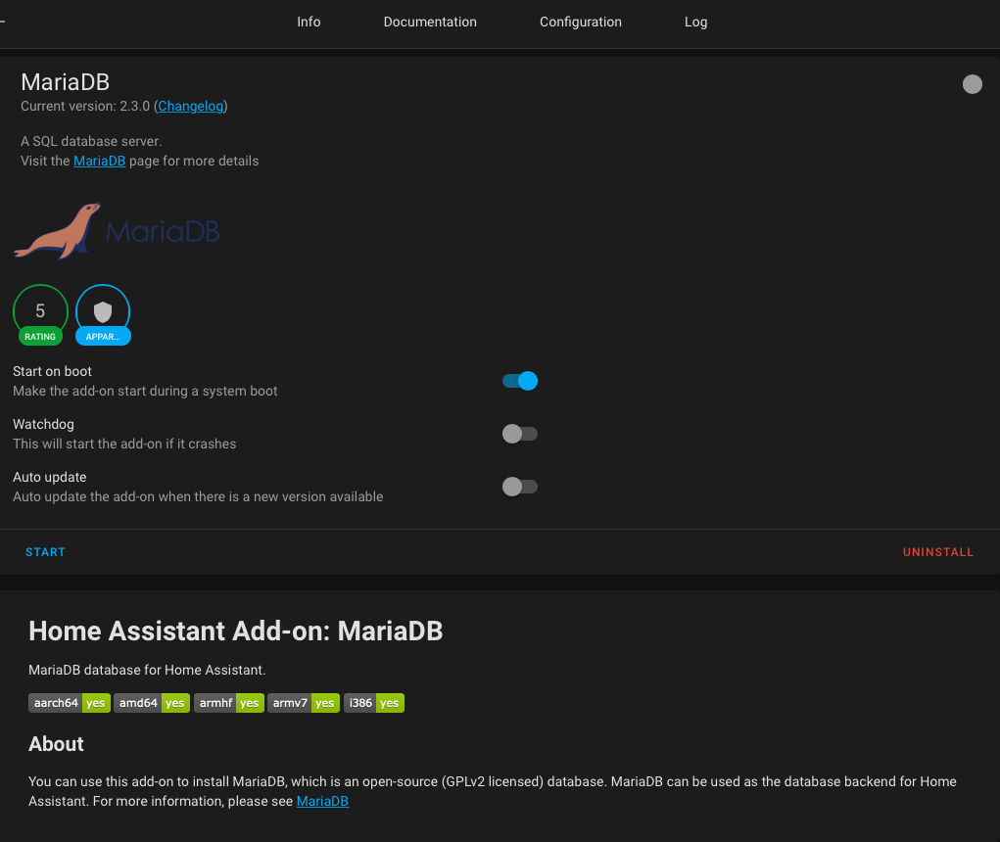 Info Documentation Configuration Log
MariaDB
Current version: 2.3.0 (Changelog)
A SQL database server.
Visit the MariaDB page for more details
MariaDB
5
RATING APPAR...
Start on boot
Make the add-on start during a system boot
Watchdog
This will start the add-on if it crashes
Auto update
Auto update the add-on when there is a new version available
START UNINSTALL
Home Assistant Add-on: MariaDB
MariaDB database for Home Assistant.
aarch64 yes amd64 yes armhf yes armv7 yes i386 yes
About
You can use this add-on to install MariaDB, which is an open-source (GPLv2 licensed) database. MariaDB can be used as the database backend for Home
Assistant. For more information, please see MariaDB